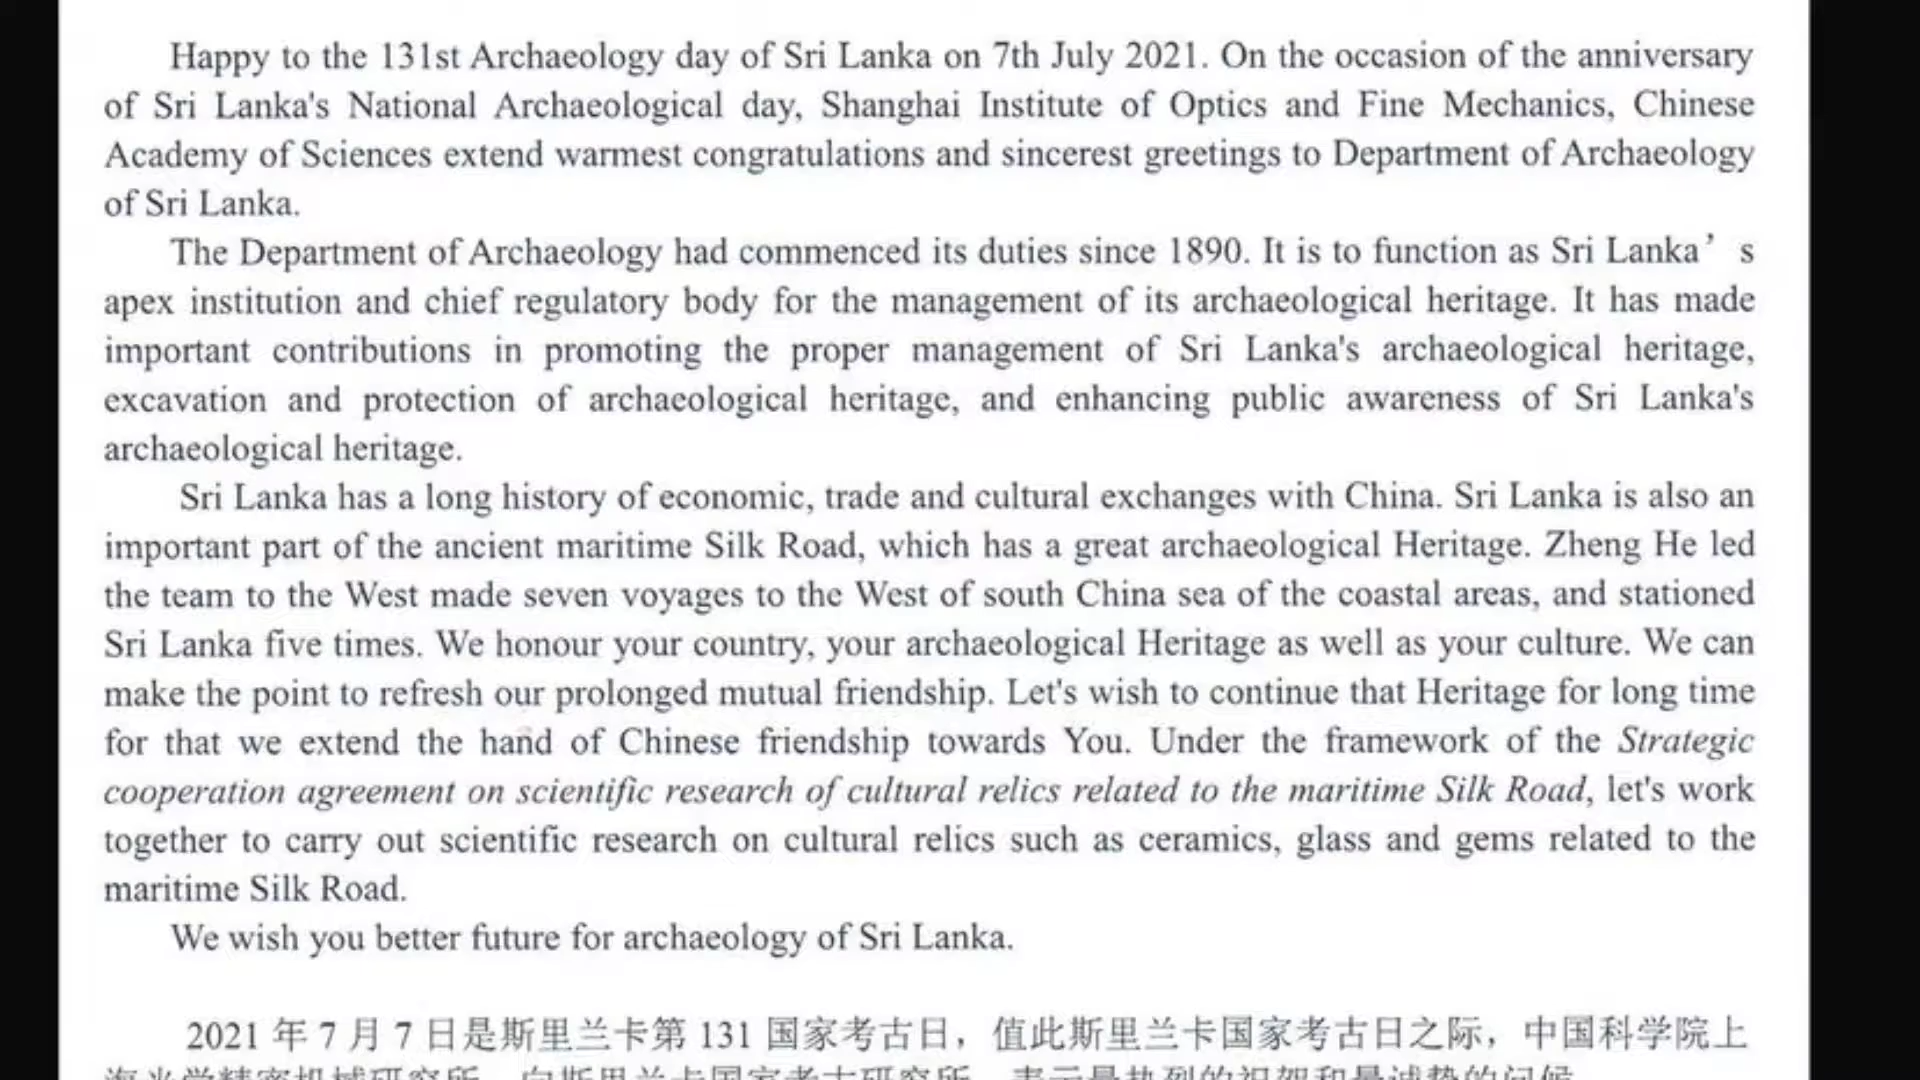 Happy to the 131st Archaeology day of Sri Lanka on 7th July 2021. On the occasion of the anniversary
of Sri Lanka's National Archaeological day, Shanghai Institute of Optics and Fine Mechanics, Chinese
Academy of Sciences extend warmest congratulations and sincerest greetings to Department of Archaeology
of Sri Lanka.
The Department of Archaeology had commenced its duties since 1890. It is to function as Sri Lanka’ s
apex institution and chief regulatory body for the management of its archaeological heritage. It has made
important contributions in promoting the proper management of Sri Lanka's archaeological heritage,
excavation and protection of archaeological heritage, and enhancing public awareness of Sri Lanka's
archaeological heritage.
Sri Lanka has a long history of economic, trade and cultural exchanges with China. Sri Lanka is also an
important part of the ancient maritime Silk Road, which has a great archaeological Heritage. Zheng He led
the team to the West made seven voyages to the West of south China sea of the coastal areas, and stationed
Sri Lanka five times. We honour your country, your archaeological Heritage as well as your culture. We can
make the point to refresh our prolonged mutual friendship. Let's wish to continue that Heritage for long time
for that we extend the hand of Chinese friendship towards You. Under the framework of the Strategic
cooperation agreement on scientific research of cultural relics related to the maritime Silk Road, let's work
together to carry out scientific research on cultural relics such as ceramics, glass and gems related to the
maritime Silk Road.
We wish you better future for archaeology of Sri Lanka.
2021 年 7 月 7 日是斯里兰卡第 131 国家考古日，值此斯里兰卡国家考古日之际，中国科学院上
海光学精密机械研究所，向斯里兰卡国家考古研究所，表示最热烈的祝贺和最诚挚的问候